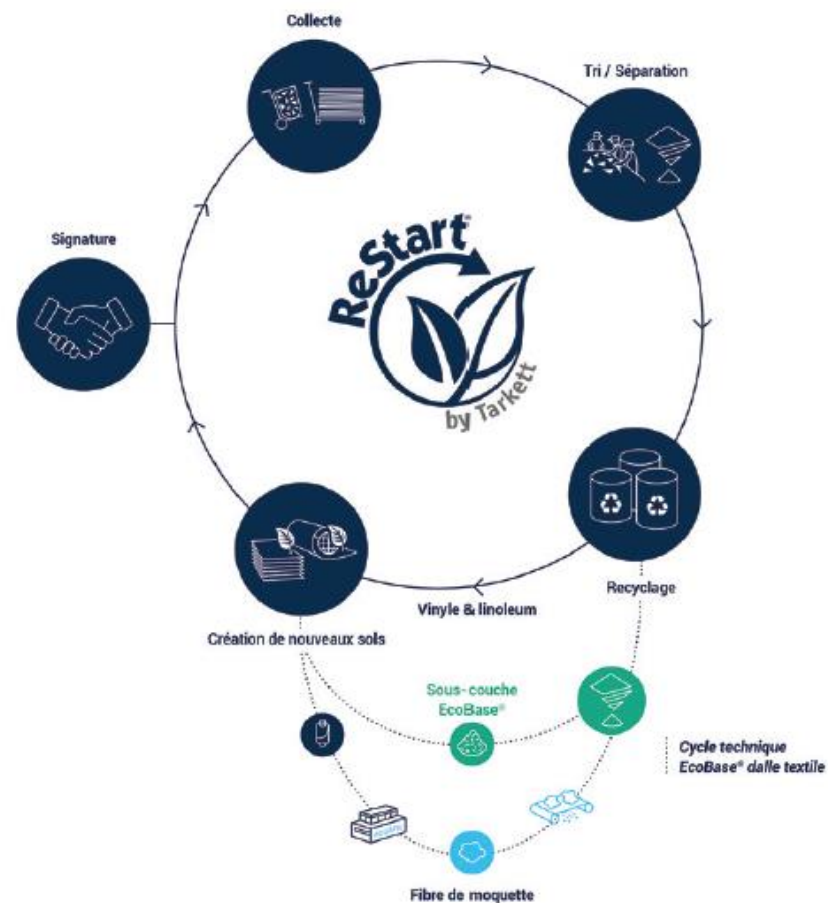 Collecte
Tri / Séparation
Signature
ReStart®
by Tarkett
Recyclage
Vinyle & linoleum
Création de nouveaux sols
Sous-couche
EcoBase®
Cycle technique
EcoBase® dalle textile
Fibre de moquette